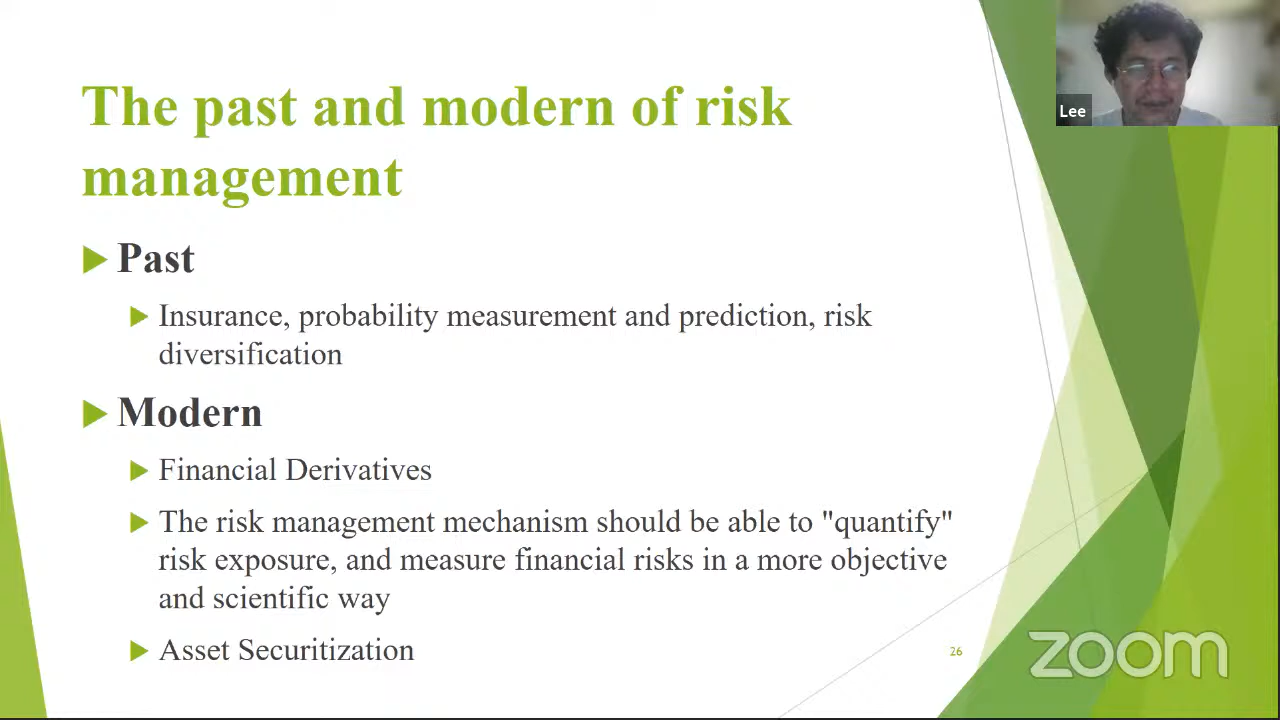 The past and modern of risk
management
Past
Insurance, probability measurement and prediction, risk
diversification
Modern
Financial Derivatives
The risk management mechanism should be able to "quantify"
risk exposure, and measure financial risks in a more objective
and scientific way
Asset Securitization
26
Lee
zoom